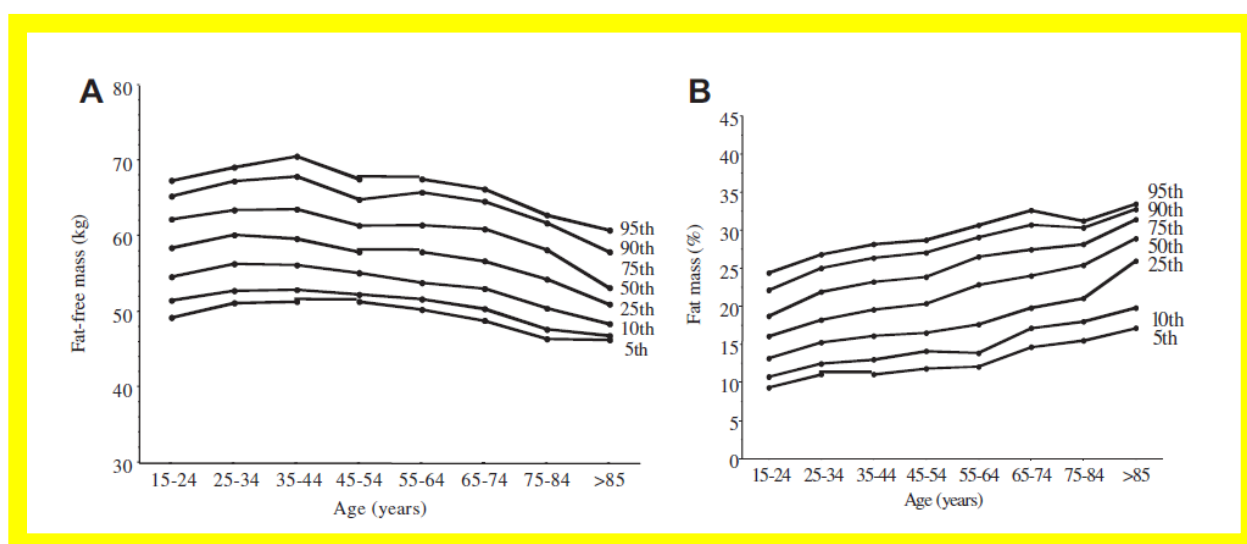 A
80
70
60
50
40
30
Fat-free mass (kg)
95th
90th
75th
50th
25th
10th
5th
15-24 25-34 35-44 45-54 55-64 65-74 75-84 >85
Age (years)
B
45
40
35
30
25
20
15
10
5
0
Fat mass (%)
95th
90th
75th
50th
25th
10th
5th
15-24 25-34 35-44 45-54 55-64 65-74 75-84 >85
Age (years)